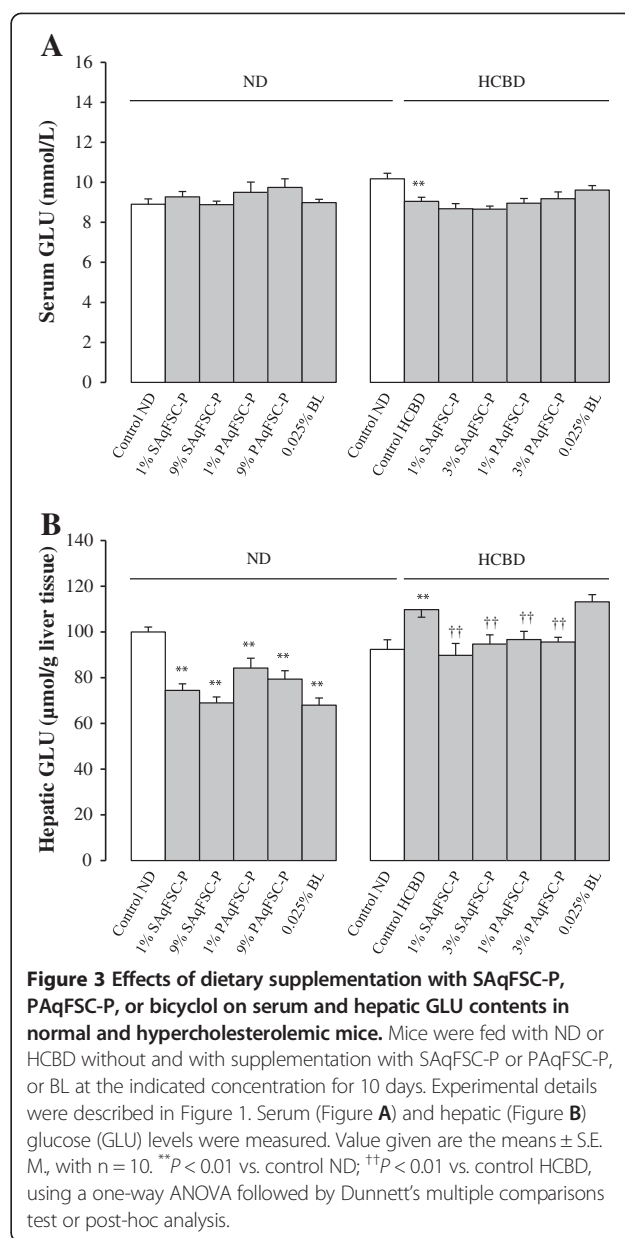 A
16
14
12
10
8
6
4
2
0
Serum GLU (mmol/L)
ND
HCBD
**
Control ND
1% SAqFSC-P
9% SAqFSC-P
1% PAqFSC-P
9% PAqFSC-P
0.025% BL
Control ND
Control HCBD
1% SAqFSC-P
3% SAqFSC-P
1% PAqFSC-P
3% PAqFSC-P
0.025% BL
B
140
120
100
80
60
40
20
0
Hepatic GLU (µmol/g liver tissue)
ND
HCBD
**
**
**
**
**
**
††
††
††
††
Control ND
1% SAqFSC-P
9% SAqFSC-P
1% PAqFSC-P
9% PAqFSC-P
0.025% BL
Control ND
Control HCBD
1% SAqFSC-P
3% SAqFSC-P
1% PAqFSC-P
3% PAqFSC-P
0.025% BL
Figure 3 Effects of dietary supplementation with SAqFSC-P,
PAqFSC-P, or bicyclol on serum and hepatic GLU contents in
normal and hypercholesterolemic mice. Mice were fed with ND or
HCBD without and with supplementation with SAqFSC-P or PAqFSC-P,
or BL at the indicated concentration for 10 days. Experimental details
were described in Figure 1. Serum (Figure A) and hepatic (Figure B)
glucose (GLU) levels were measured. Value given are the means ± S.E.
M., with n = 10. **P < 0.01 vs. control ND; ††P < 0.01 vs. control HCBD,
using a one-way ANOVA followed by Dunnett's multiple comparisons
test or post-hoc analysis.